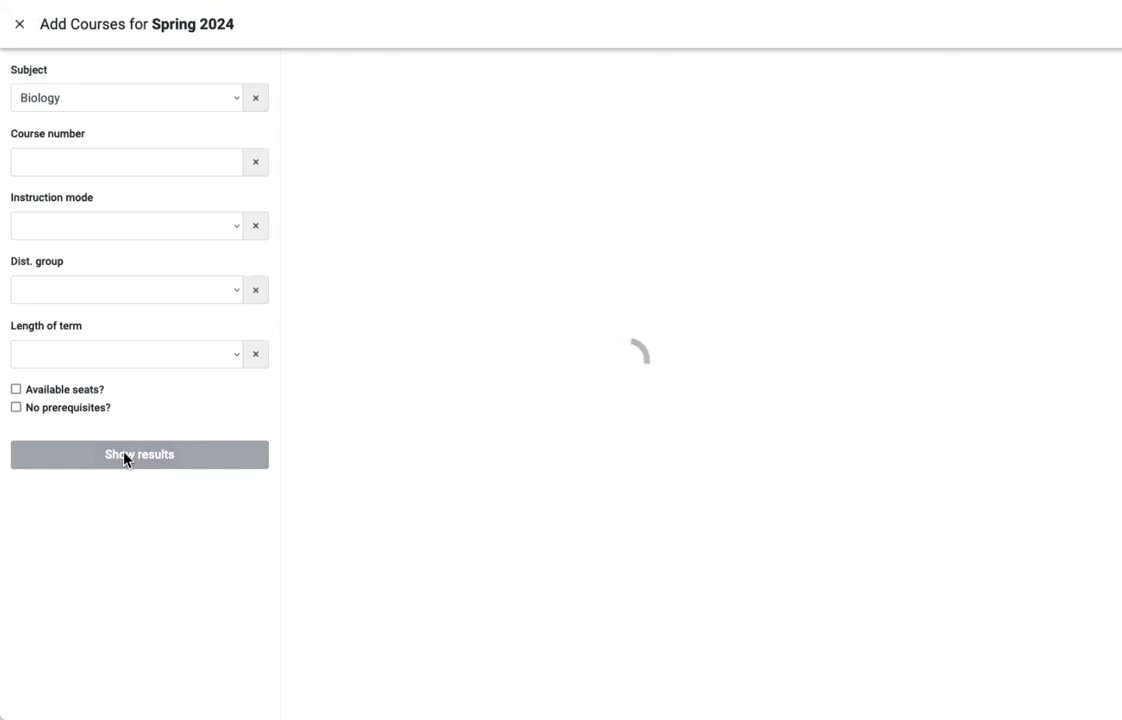 Add Courses for Spring 2024
Subject
Biology
Course number
Instruction mode
Dist. group
Length of term
Available seats?
No prerequisites?
Show results